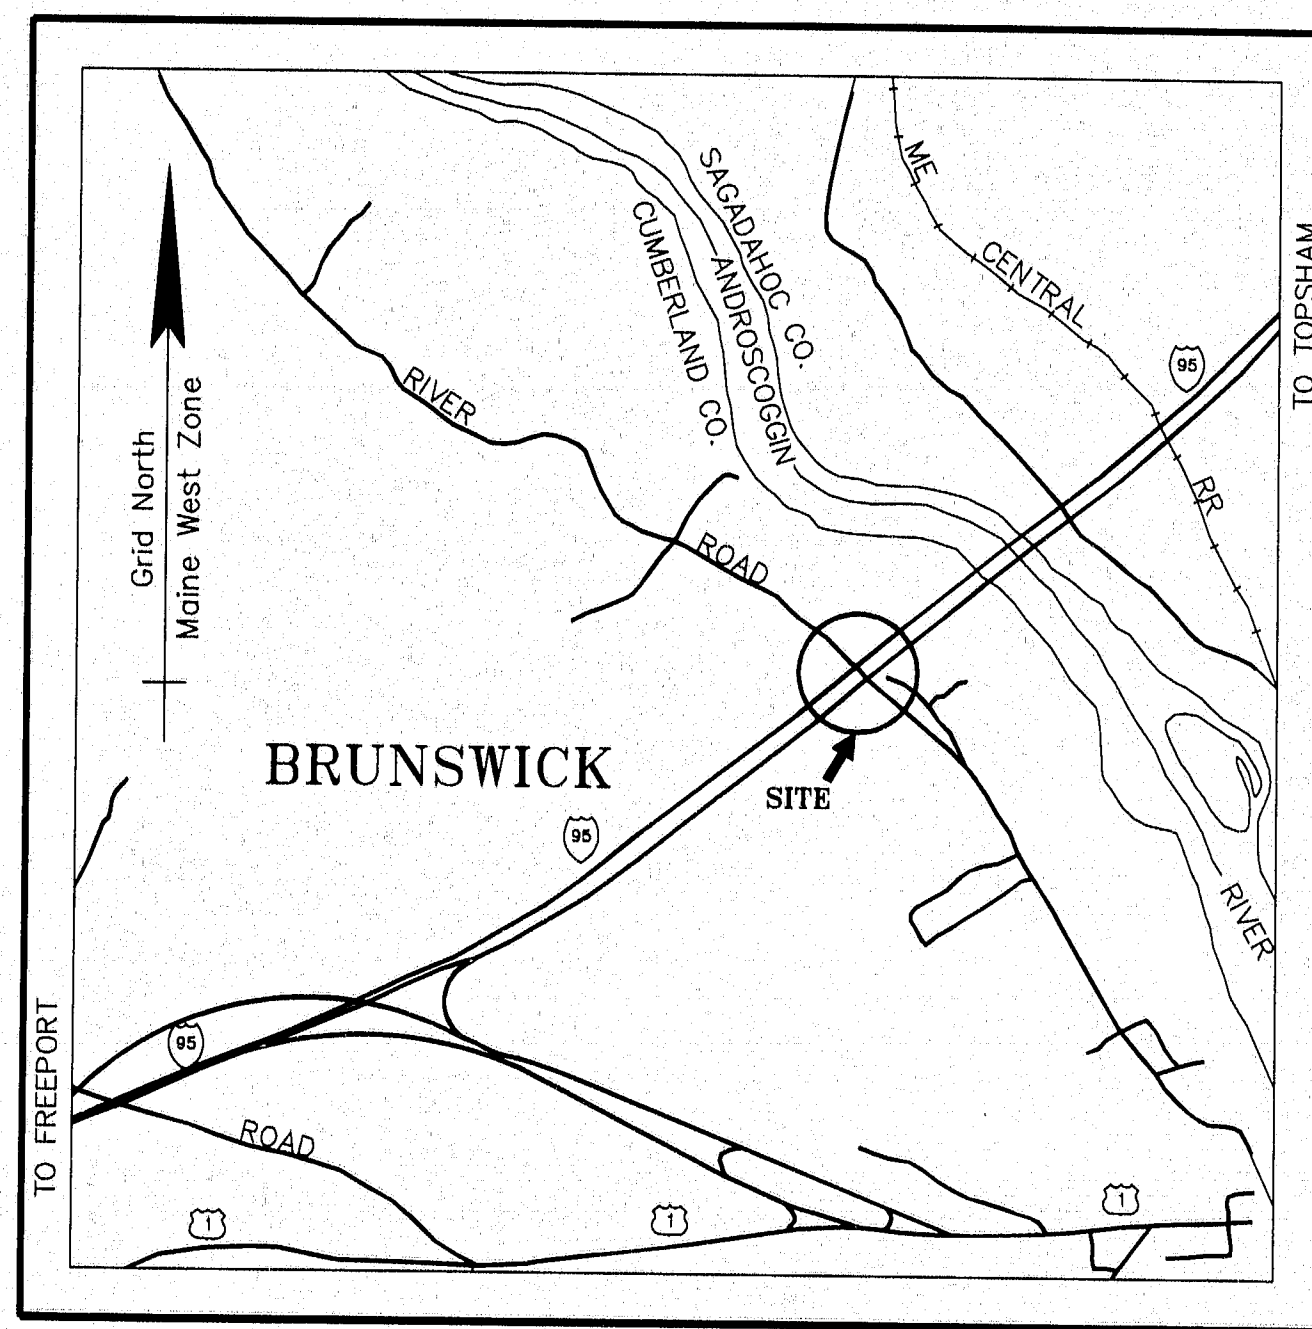 SAGADAHOC CO.
ANDROSCOGGIN
CUMBERLAND CO.
ME
CENTRAL
RR
95
TO TOPSHAM
RIVER
ROAD
Grid North
Maine West Zone
BRUNSWICK
SITE
95
RIVER
95
TO FREEPORT
ROAD
1
1
1